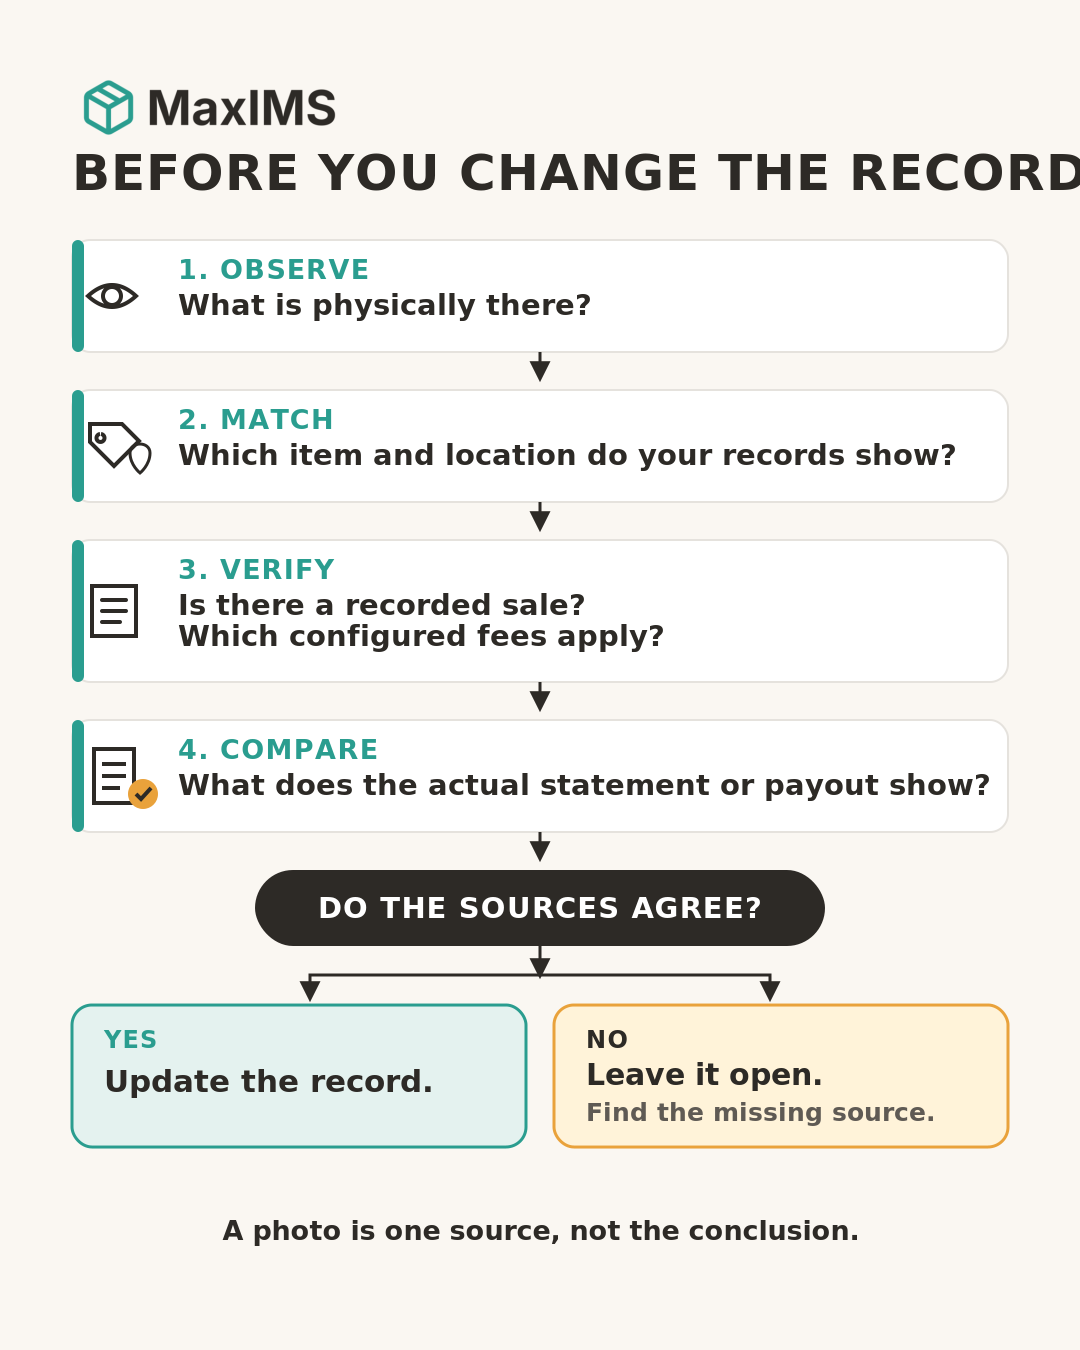 MaxIMS
BEFORE YOU CHANGE THE RECORD
1. OBSERVE
What is physically there?
2. MATCH
Which item and location do your records show?
3. VERIFY
Is there a recorded sale?
Which configured fees apply?
4. COMPARE
What does the actual statement or payout show?
DO THE SOURCES AGREE?
YES
Update the record.
NO
Leave it open.
Find the missing source.
A photo is one source, not the conclusion.